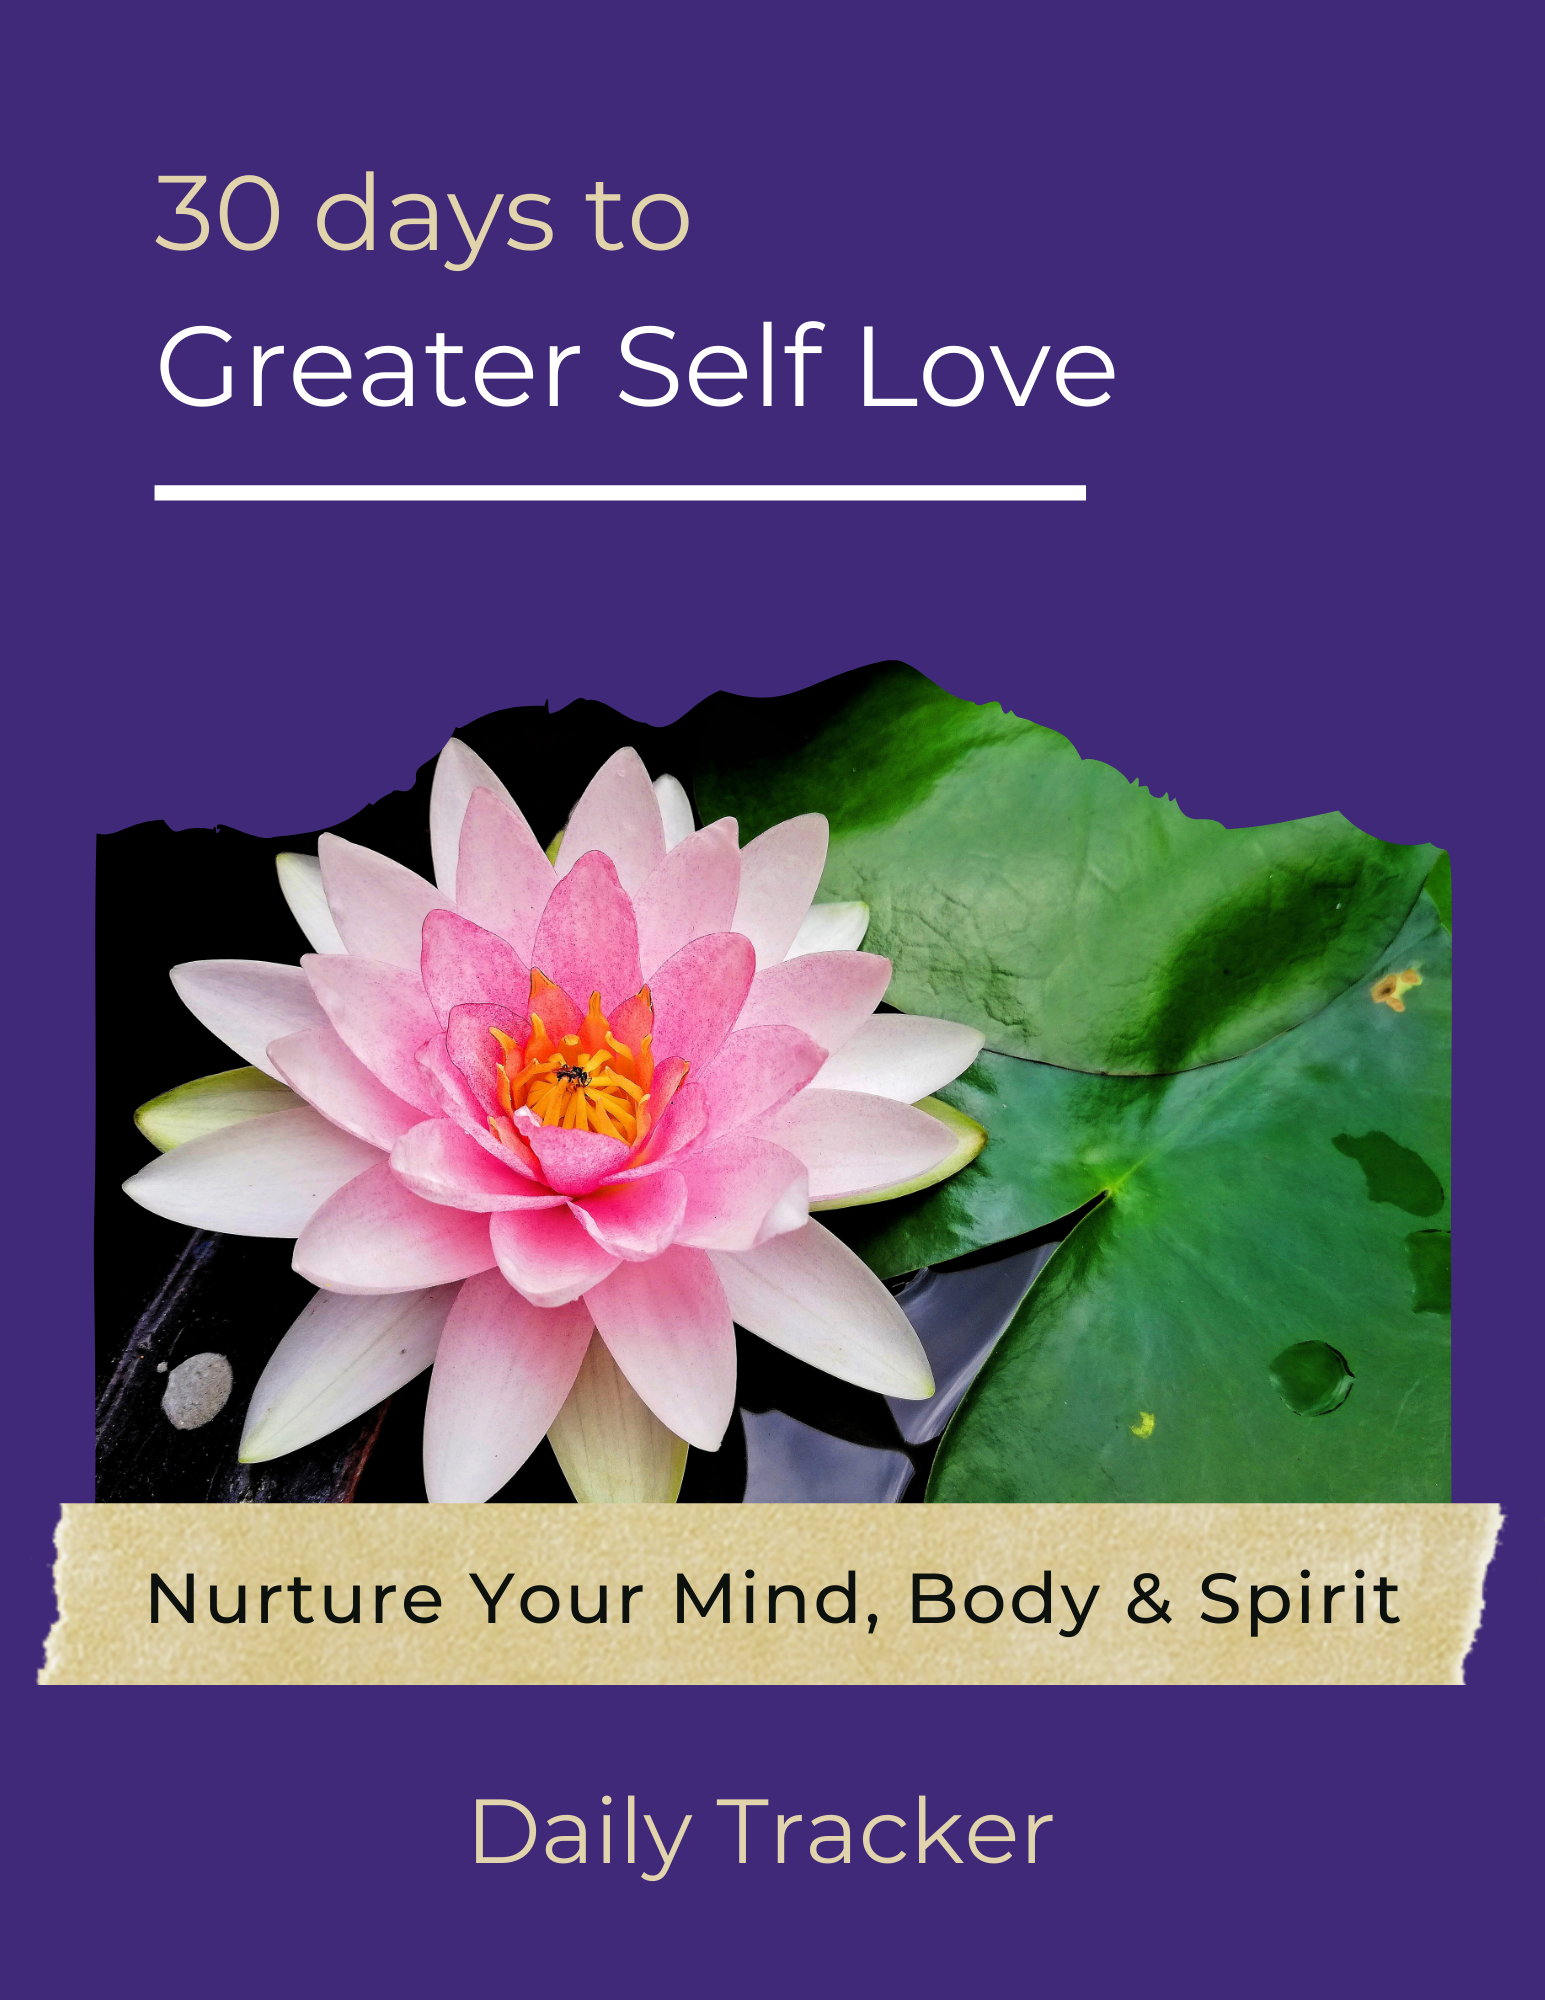 30 days to
Greater Self Love
Nurture Your Mind, Body & Spirit
Daily Tracker